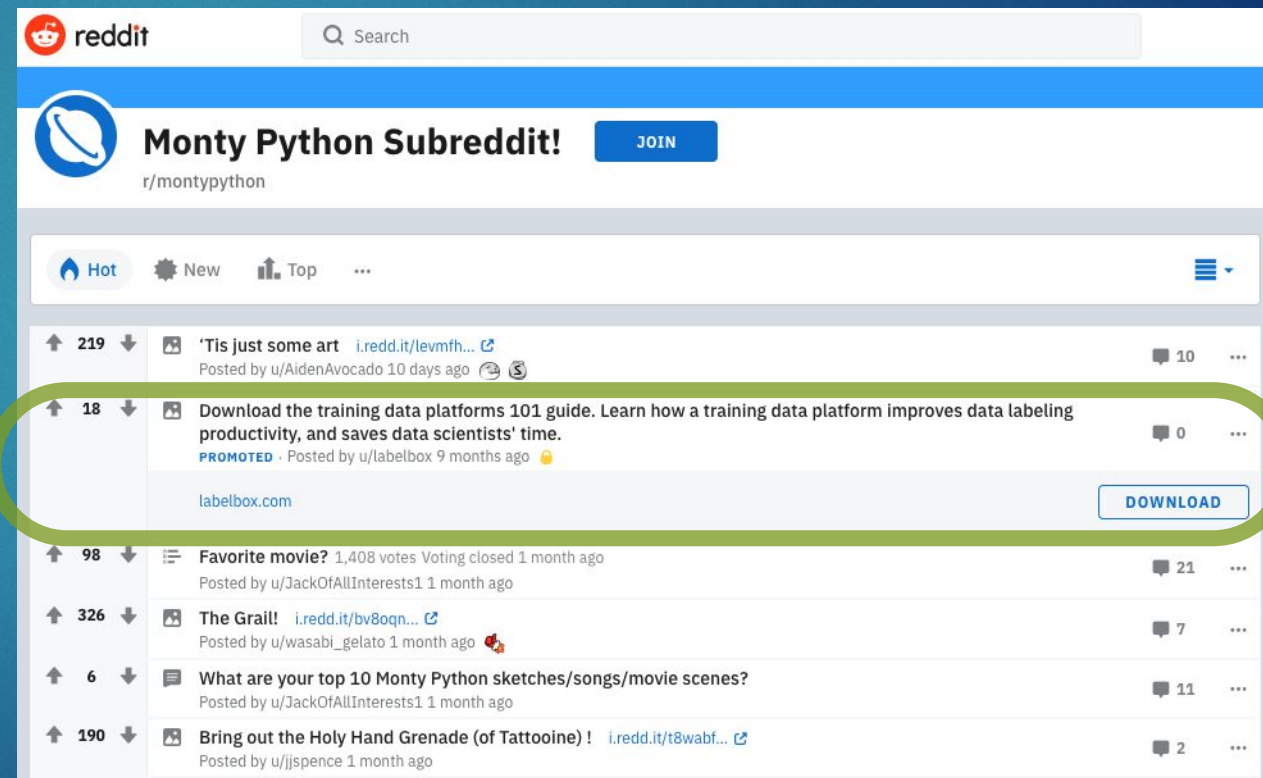 reddit
Search
Monty Python Subreddit!
JOIN
r/montypython
Hot
New
Top
...
219
‘Tis just some art i.redd.it/levmfh...
Posted by u/AidenAvocado 10 days ago
10
...
18
Download the training data platforms 101 guide. Learn how a training data platform improves data labeling
productivity, and saves data scientists' time.
PROMOTED · Posted by u/labelbox 9 months ago
0
...
labelbox.com
DOWNLOAD
98
Favorite movie? 1,408 votes Voting closed 1 month ago
Posted by u/JackOfAllInterests1 1 month ago
21
...
326
The Grail! i.redd.it/bv8oqn...
Posted by u/wasabi_gelato 1 month ago
7
...
6
What are your top 10 Monty Python sketches/songs/movie scenes?
Posted by u/JackOfAllInterests1 1 month ago
11
...
190
Bring out the Holy Hand Grenade (of Tattooine) ! i.redd.it/t8wabf...
Posted by u/jjspence 1 month ago
2
...